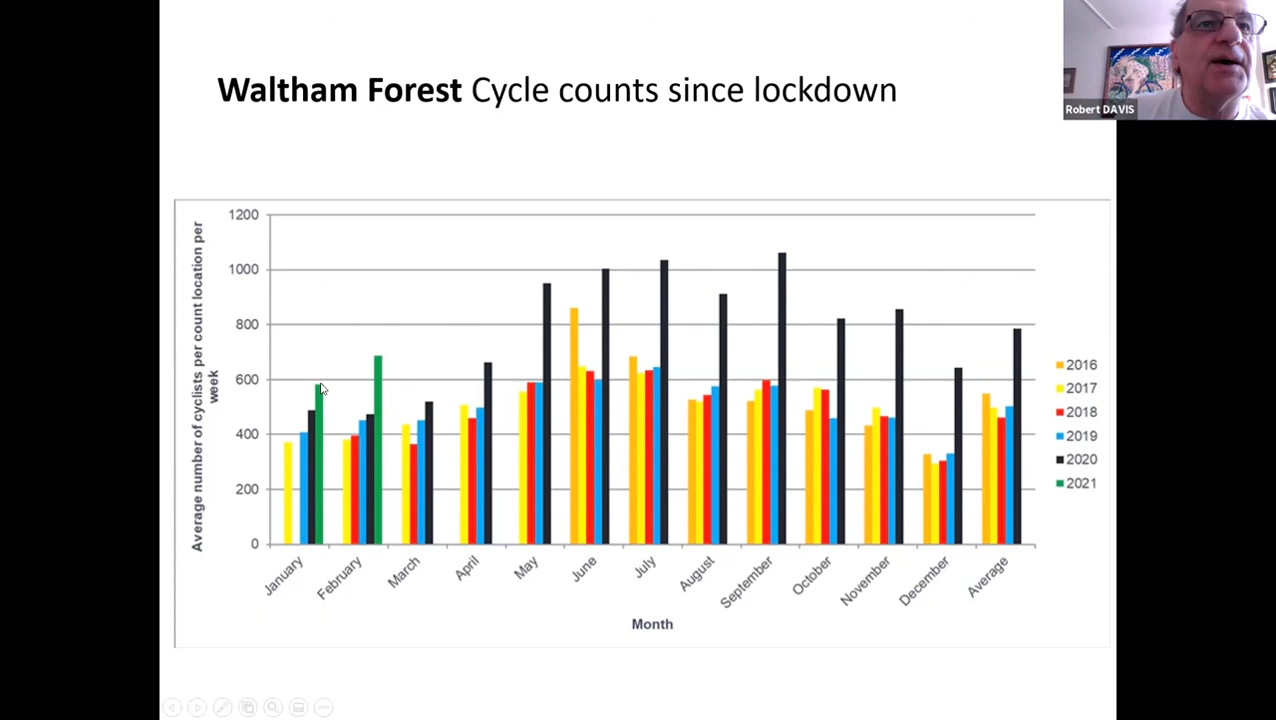 Waltham Forest Cycle counts since lockdown
Robert DAVIS
Average number of cyclists per count location per
week
1200
1000
800
600
400
200
0
January
February
March
April
May
June
July
August
September
October
November
December
Average
Month
2016
2017
2018
2019
2020
2021